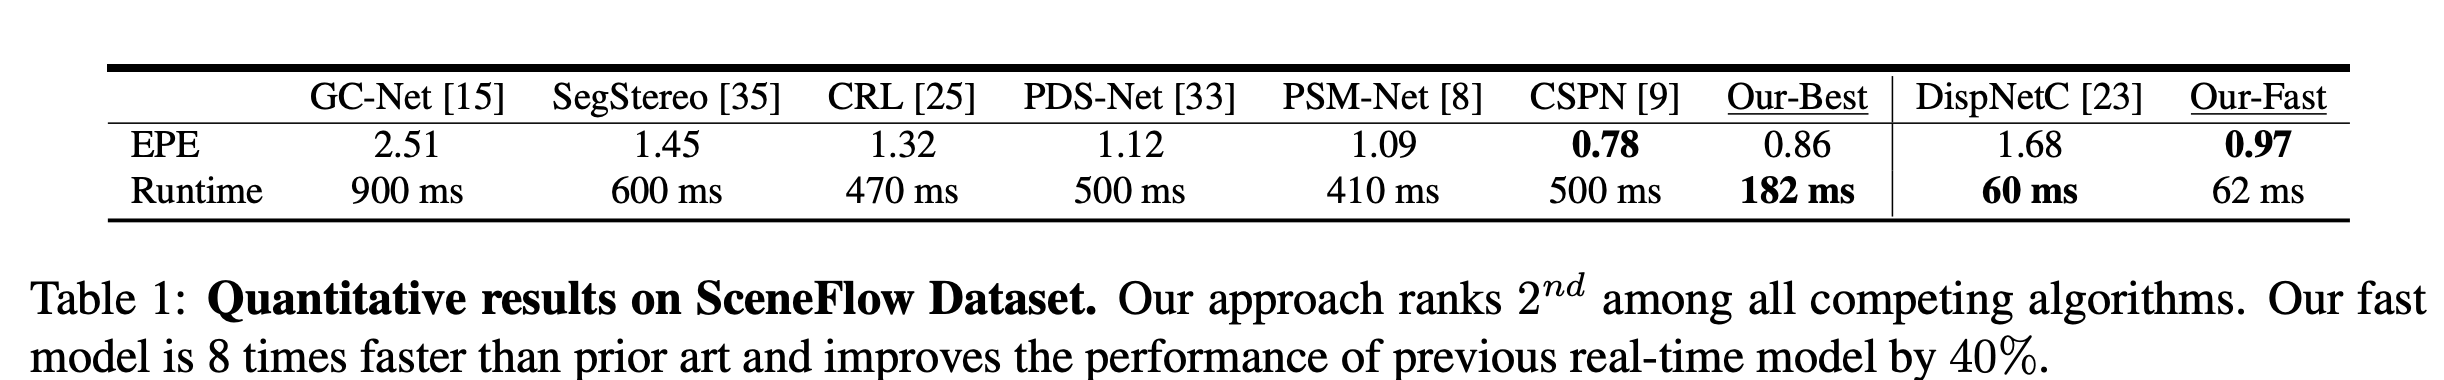 GC-Net [15] SegStereo [35] CRL [25] PDS-Net [33] PSM-Net [8] CSPN [9] Our-Best DispNetC [23] Our-Fast
EPE 2.51 1.45 1.32 1.12 1.09 0.78 0.86 1.68 0.97
Runtime 900 ms 600 ms 470 ms 500 ms 410 ms 500 ms 182 ms 60 ms 62 ms
Table 1: Quantitative results on SceneFlow Dataset. Our approach ranks 2nd among all competing algorithms. Our fast
model is 8 times faster than prior art and improves the performance of previous real-time model by 40%.